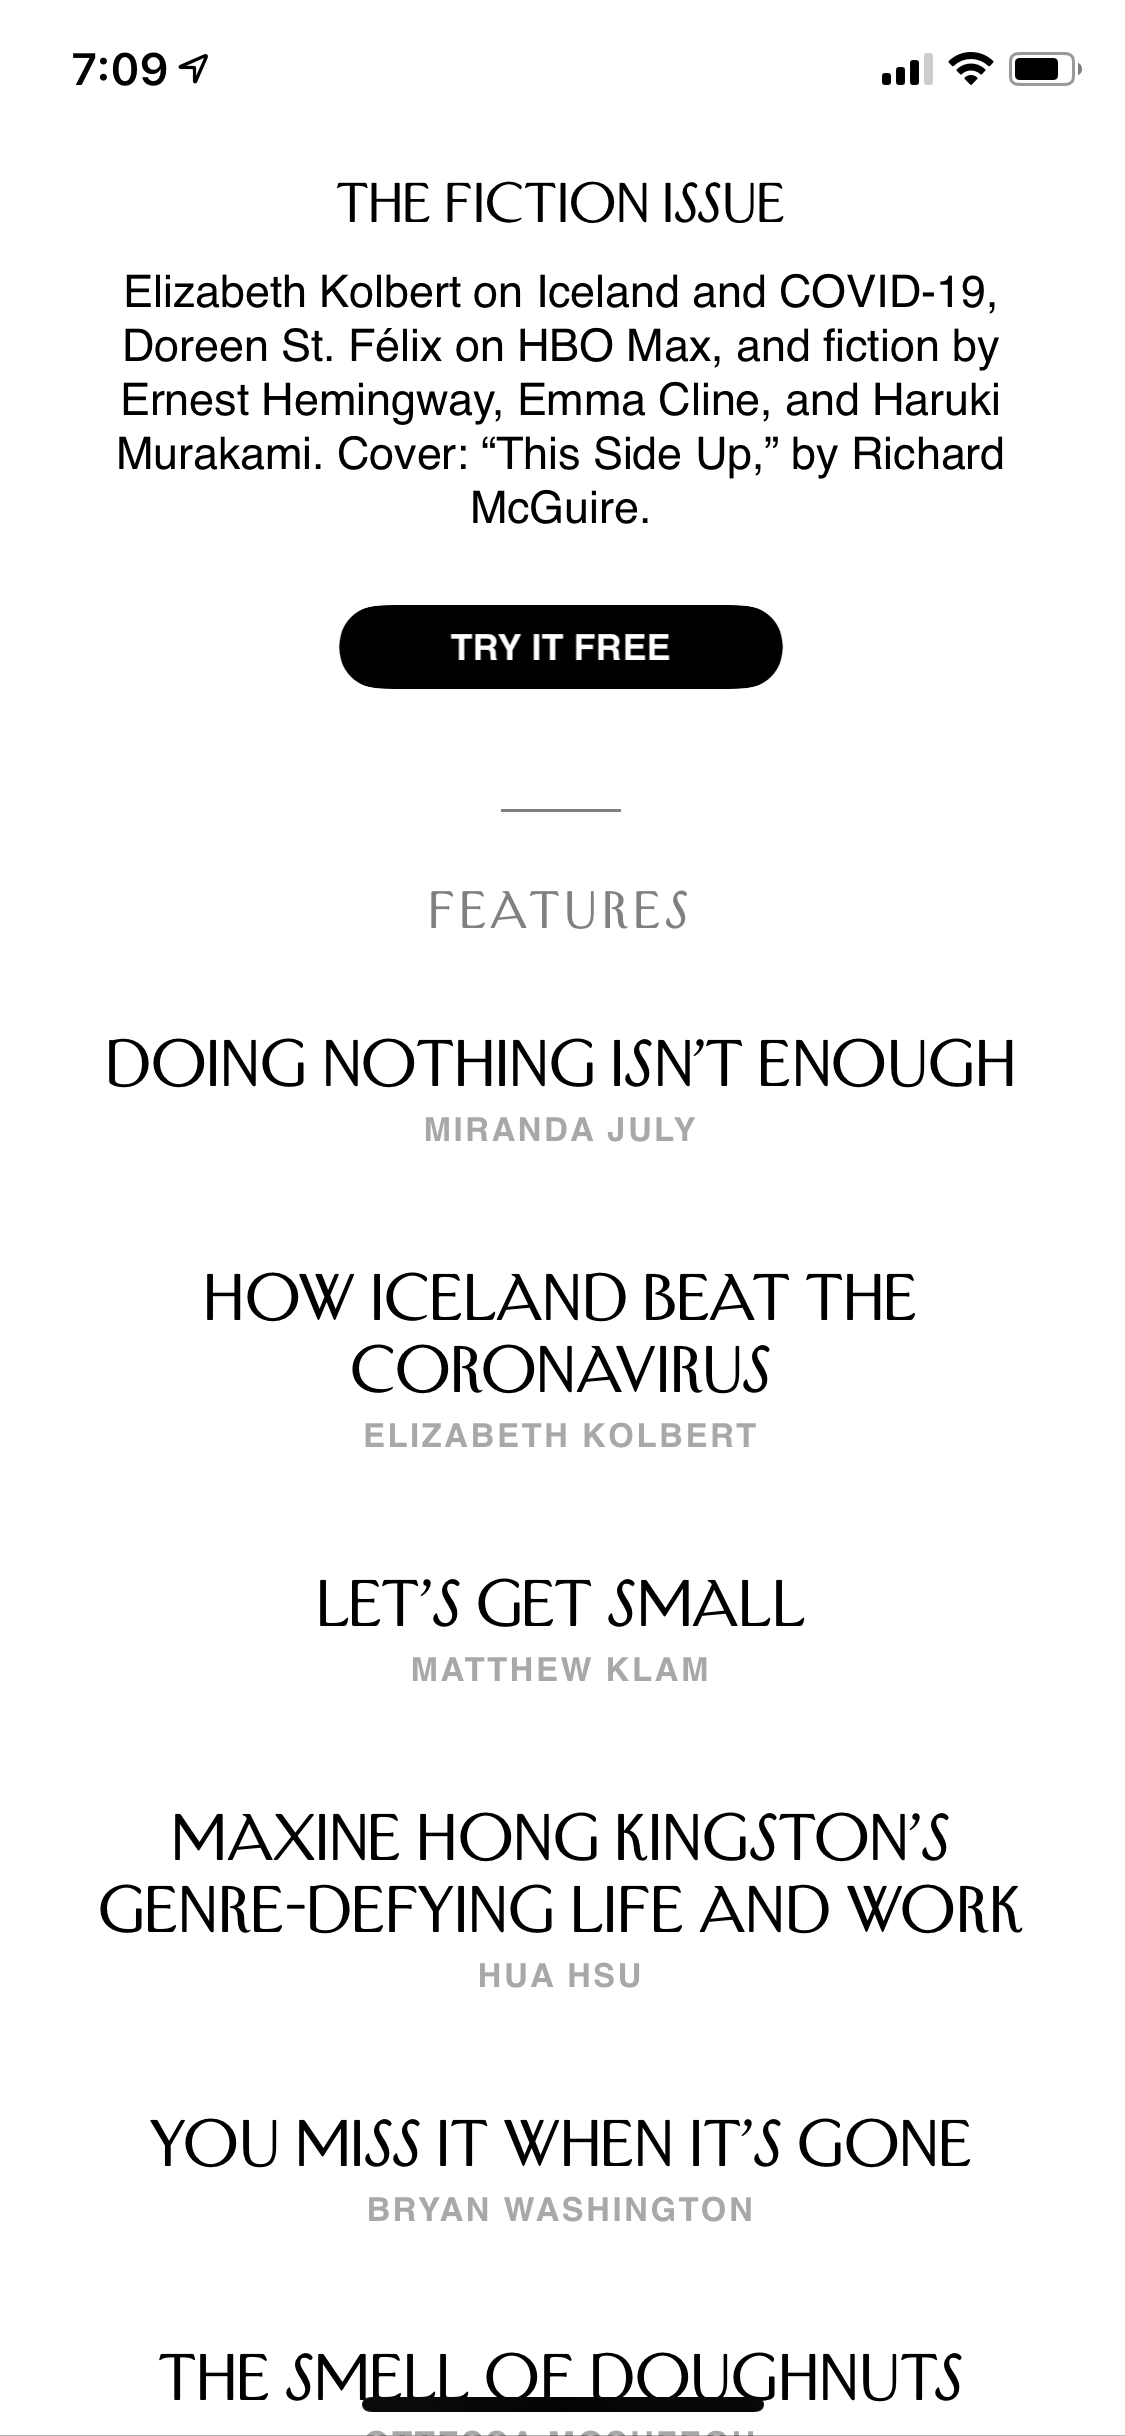 7:09
THE FICTION ISSUE
Elizabeth Kolbert on Iceland and COVID-19,
Doreen St. Félix on HBO Max, and fiction by
Ernest Hemingway, Emma Cline, and Haruki
Murakami. Cover: “This Side Up,” by Richard
McGuire.
TRY IT FREE
FEATURES
DOING NOTHING ISN’T ENOUGH
MIRANDA JULY
HOW ICELAND BEAT THE
CORONAVIRUS
ELIZABETH KOLBERT
LET’S GET SMALL
MATTHEW KLAM
MAXINE HONG KINGSTON’S
GENRE-DEFYING LIFE AND WORK
HUA HSU
YOU MISS IT WHEN IT’S GONE
BRYAN WASHINGTON
THE SMELL OF DOUGHNUTS